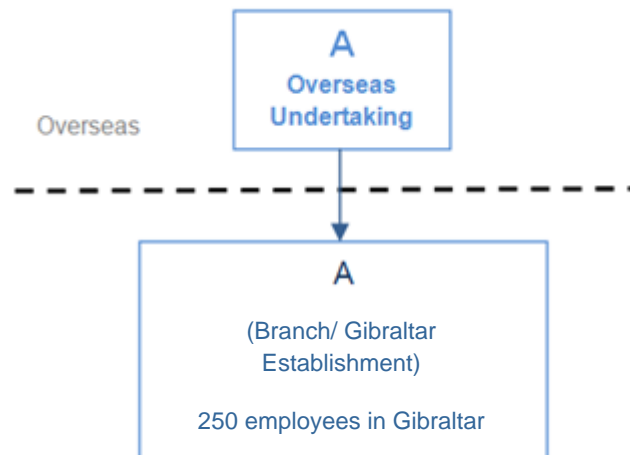 A
Overseas
Undertaking
Overseas
A
(Branch/ Gibraltar
Establishment)
250 employees in Gibraltar